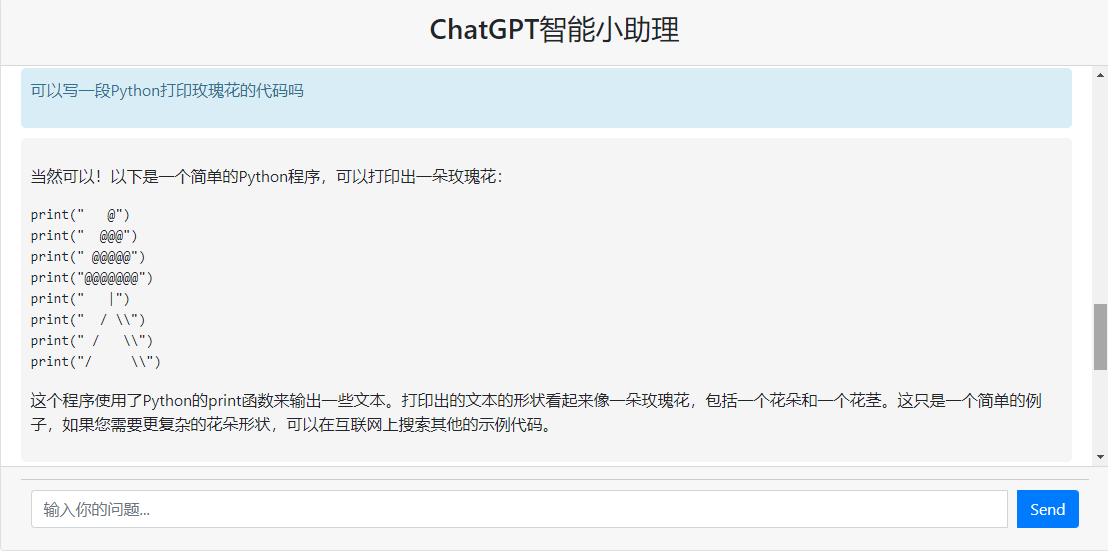 ChatGPT智能小助理
可以写一段Python打印玫瑰花的代码吗
当然可以！以下是一个简单的Python程序，可以打印出一朵玫瑰花：
print("   @")
print("  @@@")
print(" @@@@@")
print("@@@@@@@")
print("   |")
print("  / \\")
print(" /   \\")
print("/     \\")
这个程序使用了Python的print函数来输出一些文本。打印出的文本的形状看起来像一朵玫瑰花，包括一个花朵和一个花茎。这只是一个简单的例
子，如果您需要更复杂的花朵形状，可以在互联网上搜索其他的示例代码。
输入你的问题...
Send